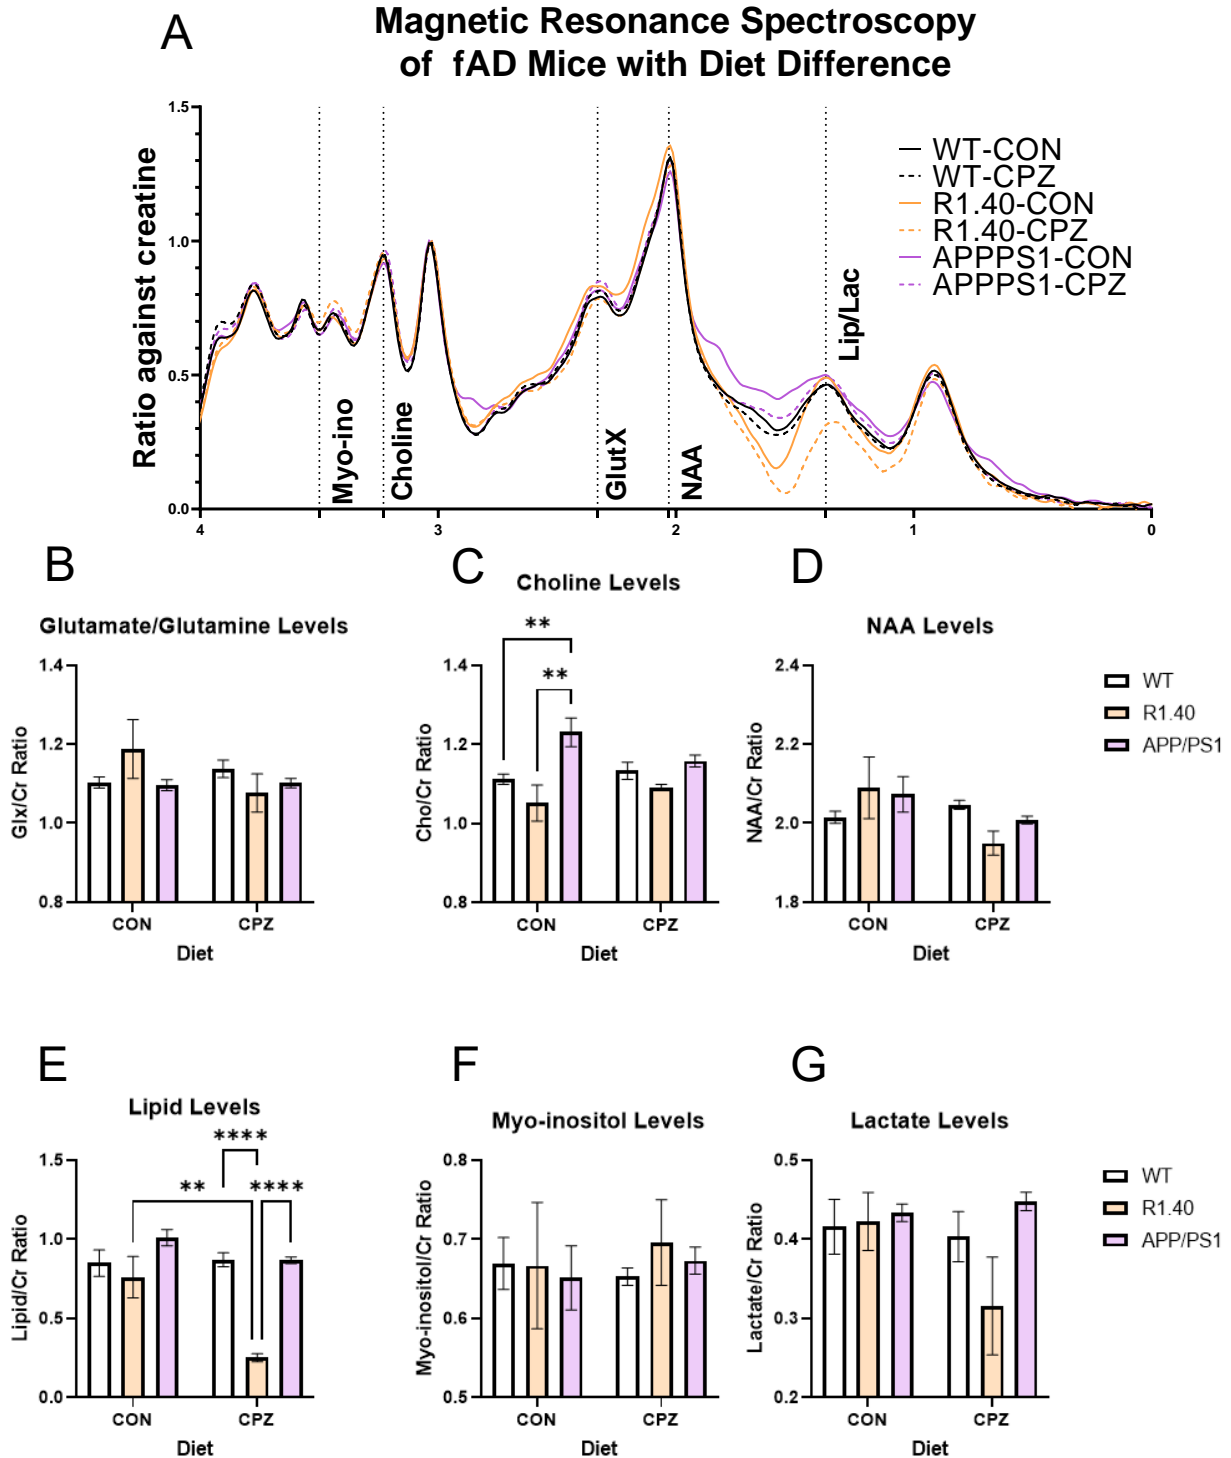 A
Magnetic Resonance Spectroscopy
of fAD Mice with Diet Difference
Ratio against creatine
1.5
1.0
0.5
0.0
4
3
2
1
0
Myo-ino
Choline
GlutX
NAA
Lip/Lac
WT-CON
WT-CPZ
R1.40-CON
R1.40-CPZ
APPPS1-CON
APPPS1-CPZ
B
Glutamate/Glutamine Levels
Glx/Cr Ratio
1.4
1.2
1.0
0.8
CON
CPZ
Diet
C
Choline Levels
**
**
Cho/Cr Ratio
1.4
1.2
1.0
0.8
CON
CPZ
Diet
D
NAA Levels
NAA/Cr Ratio
2.4
2.2
2.0
1.8
CON
CPZ
Diet
WT
R1.40
APP/PS1
E
Lipid Levels
****
**
****
Lipid/Cr Ratio
1.5
1.0
0.5
0.0
CON
CPZ
Diet
F
Myo-inositol Levels
Myo-inositol/Cr Ratio
0.8
0.7
0.6
0.5
CON
CPZ
Diet
G
Lactate Levels
Lactate/Cr Ratio
0.5
0.4
0.3
0.2
CON
CPZ
Diet
WT
R1.40
APP/PS1